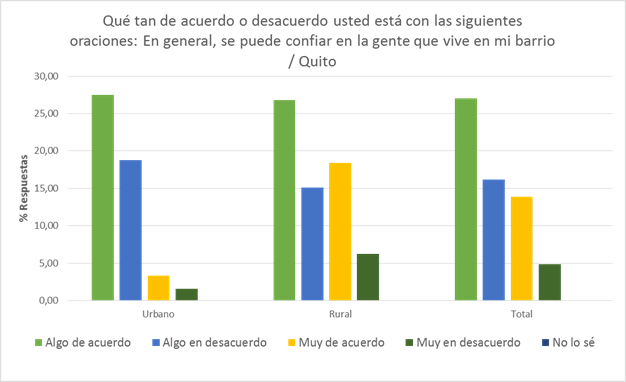 Qué tan de acuerdo o desacuerdo usted está con las siguientes
oraciones: En general, se puede confiar en la gente que vive en mi barrio
/ Quito
% Respuestas
30,00
25,00
20,00
15,00
10,00
5,00
0,00
Urbano Rural Total
Algo de acuerdo Algo en desacuerdo Muy de acuerdo Muy en desacuerdo No lo sé